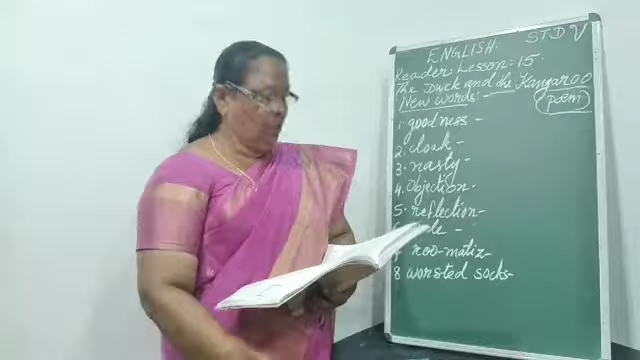 ENGLISH. STD V
Reader: Lesson: 15.
The Duck and the Kangaroo
New words: - (poem)
1. goodness -
2. cloak -
3. nasty -
4. Objection -
5. reflection -
7 roo-matiz -
8 worsted socks -